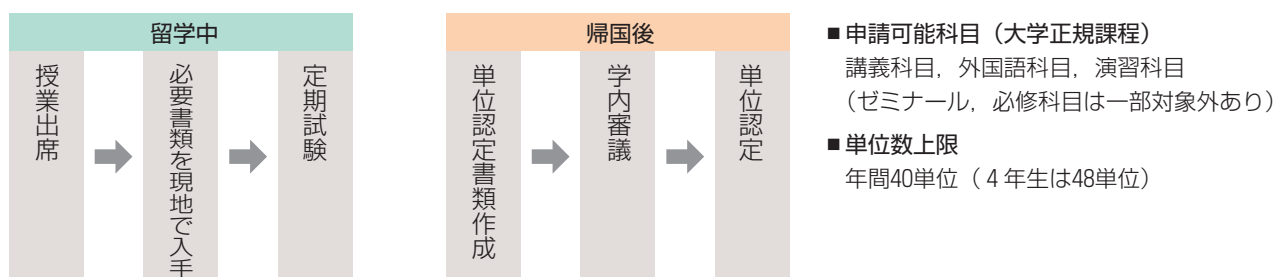 留学中
授業出席
必要書類を現地で入手
定期試験
帰国後
単位認定書類作成
学内審議
単位認定
■申請可能科目（大学正規課程）
講義科目，外国語科目，演習科目
（ゼミナール，必修科目は一部対象外あり）
■単位数上限
年間40単位（４年生は48単位）